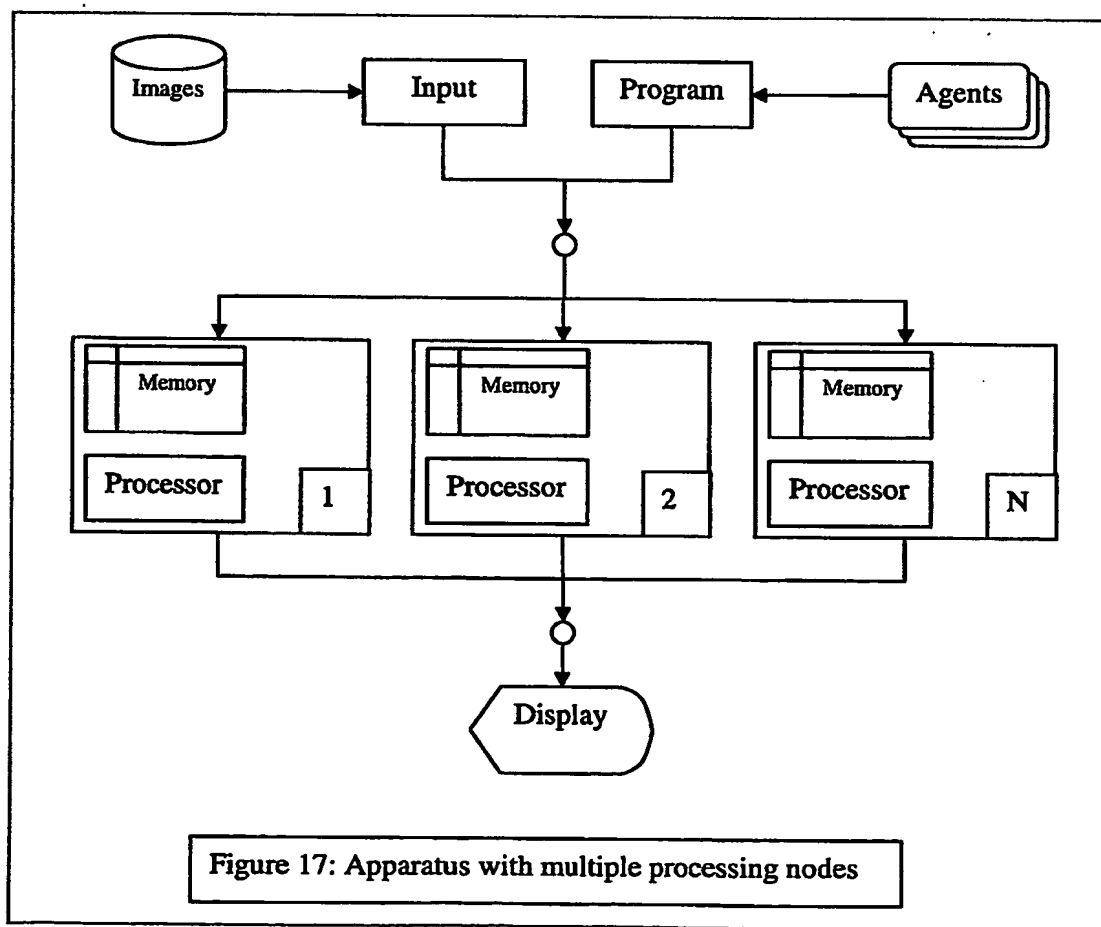 Images
Input
Program
Agents
Memory
Memory
Memory
Processor
1
Processor
2
Processor
N
Display
Figure 17: Apparatus with multiple processing nodes